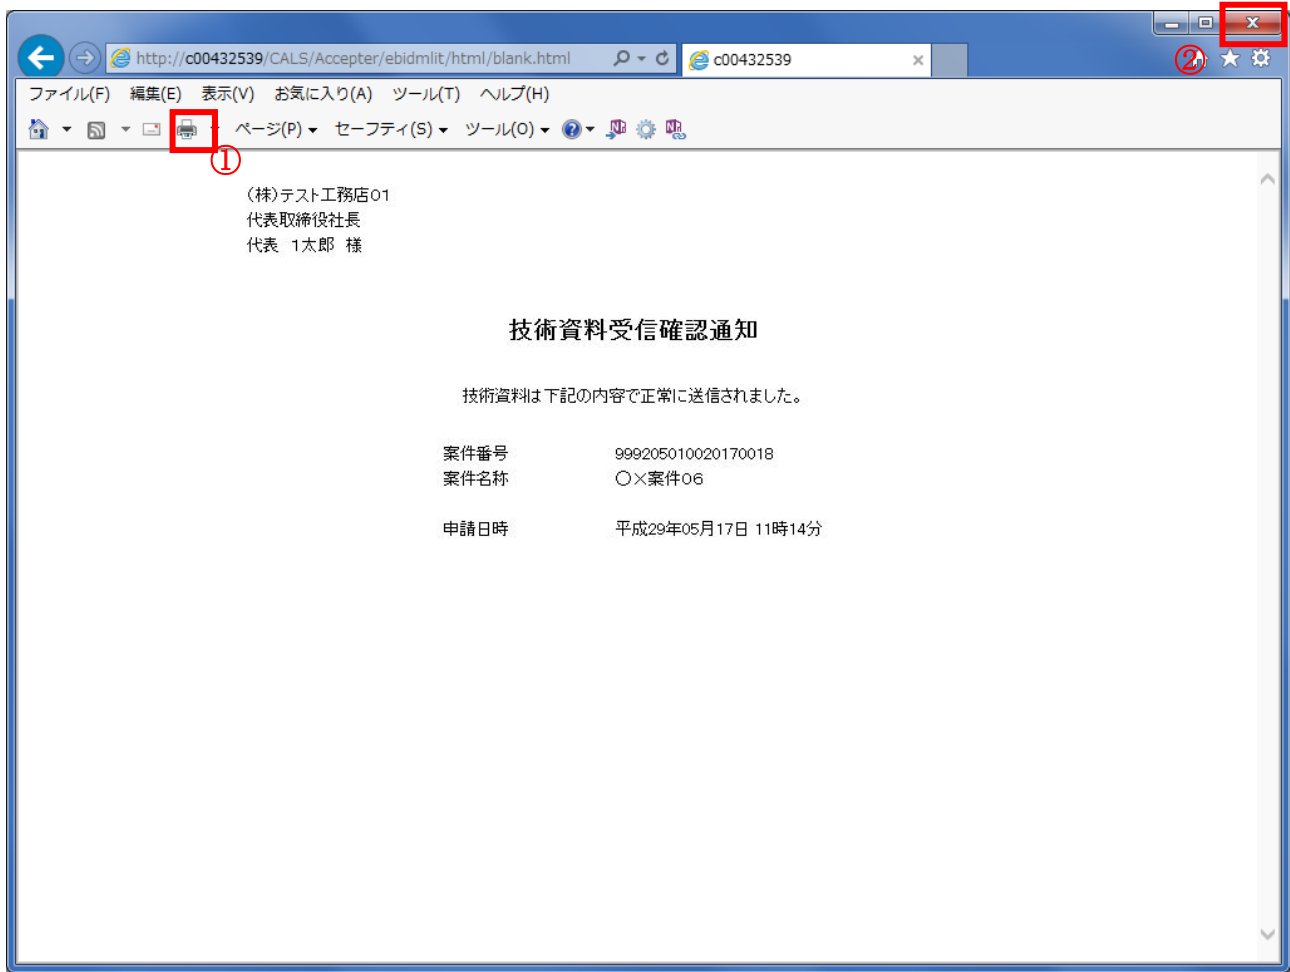 http://c00432539/CALS/Accepter/ebidmlit/html/blank.html
c00432539
②
ファイル(F) 編集(E) 表示(V) お気に入り(A) ツール(T) ヘルプ(H)
ページ(P) セーフティ(S) ツール(O)
①
(株)テスト工務店01
代表取締役社長
代表 1太郎 様
技術資料受信確認通知
技術資料は下記の内容で正常に送信されました。
案件番号 999205010020170018
案件名称 〇×案件06
申請日時 平成29年05月17日 11時14分